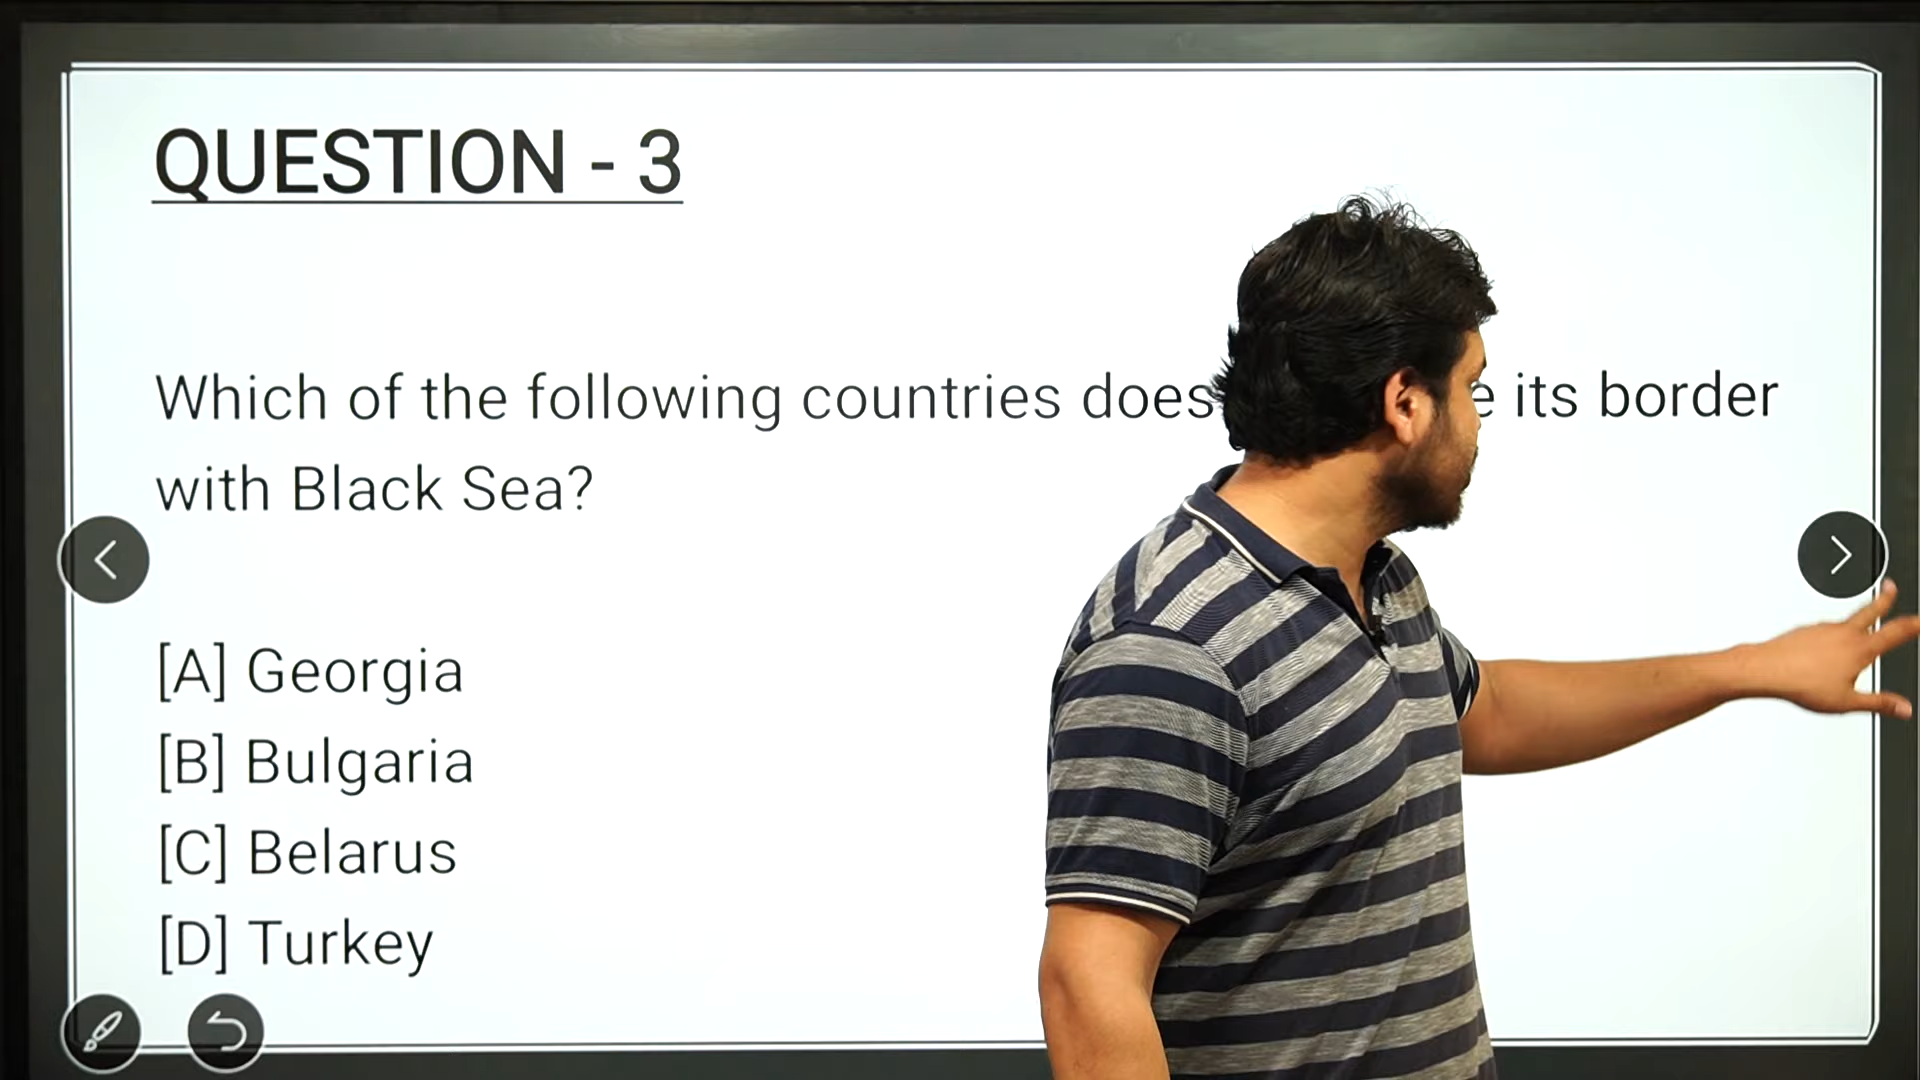 QUESTION - 3
Which of the following countries does its border
with Black Sea?
[A] Georgia
[B] Bulgaria
[C] Belarus
[D] Turkey